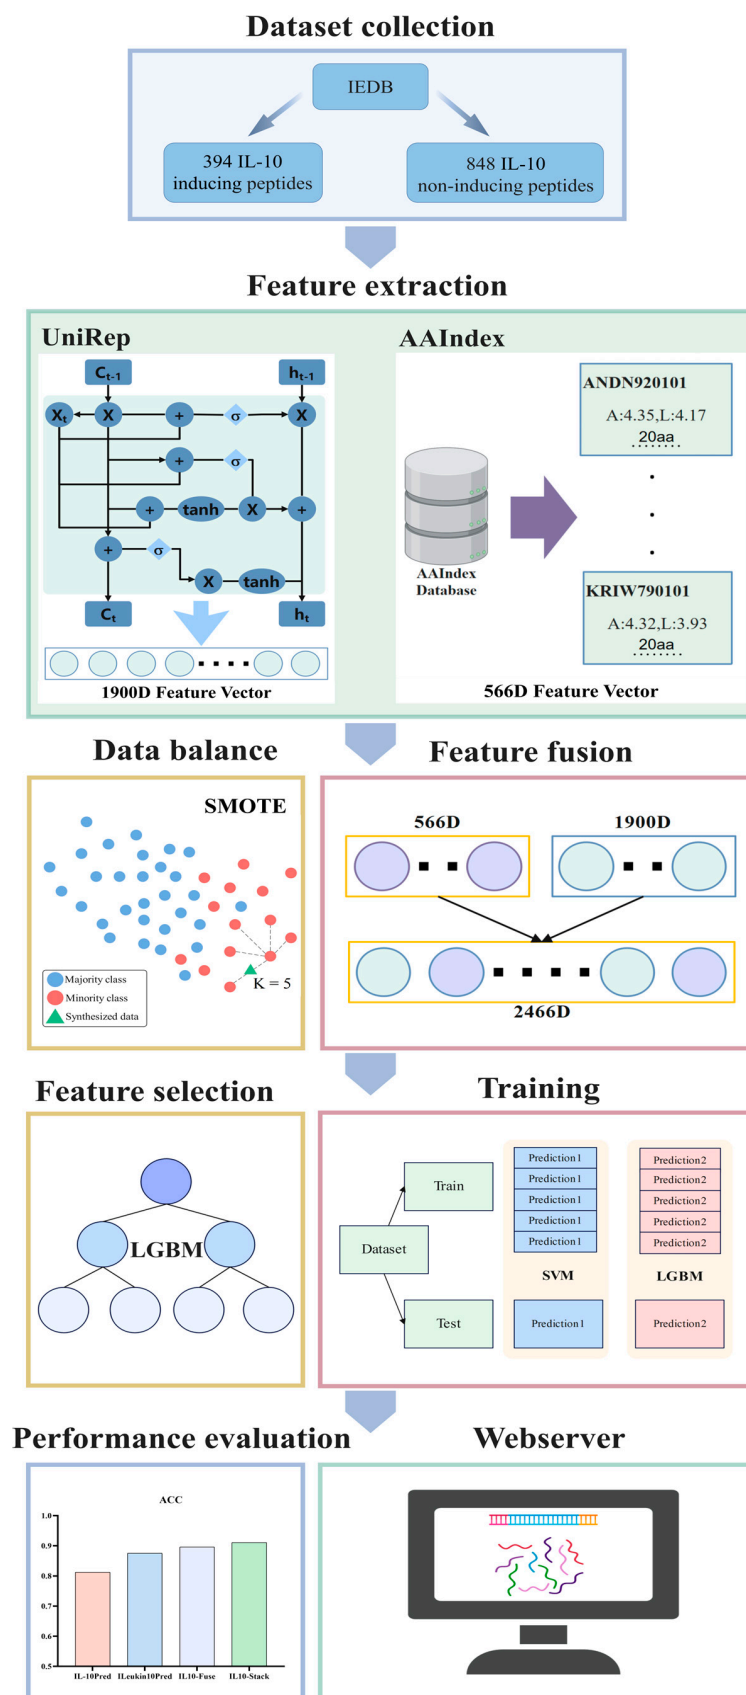 Dataset collection
IEDB
394 IL-10
inducing peptides
848 IL-10
non-inducing peptides
Feature extraction
UniRep
C t-1
h t-1
X t
X
+
σ
X
+
σ
+
tanh
X
+
+
σ
X
tanh
C t
h t
1900D Feature Vector
AAIndex
AAIndex
Database
ANDN920101
A:4.35,L:4.17
20aa
KRIW790101
A:4.32,L:3.93
20aa
566D Feature Vector
Data balance
SMOTE
K = 5
Majority class
Minority class
Synthesized data
Feature fusion
566D
1900D
2466D
Feature selection
LGBM
Training
Dataset
Train
Test
Prediction1
Prediction1
Prediction1
Prediction1
Prediction1
SVM
Prediction1
Prediction2
Prediction2
Prediction2
Prediction2
Prediction2
LGBM
Prediction2
Performance evaluation
ACC
1.0
0.9
0.8
0.7
0.6
0.5
IL-10Pred
ILeukin10Pred
IL10-Fuse
IL10-Stack
Webserver